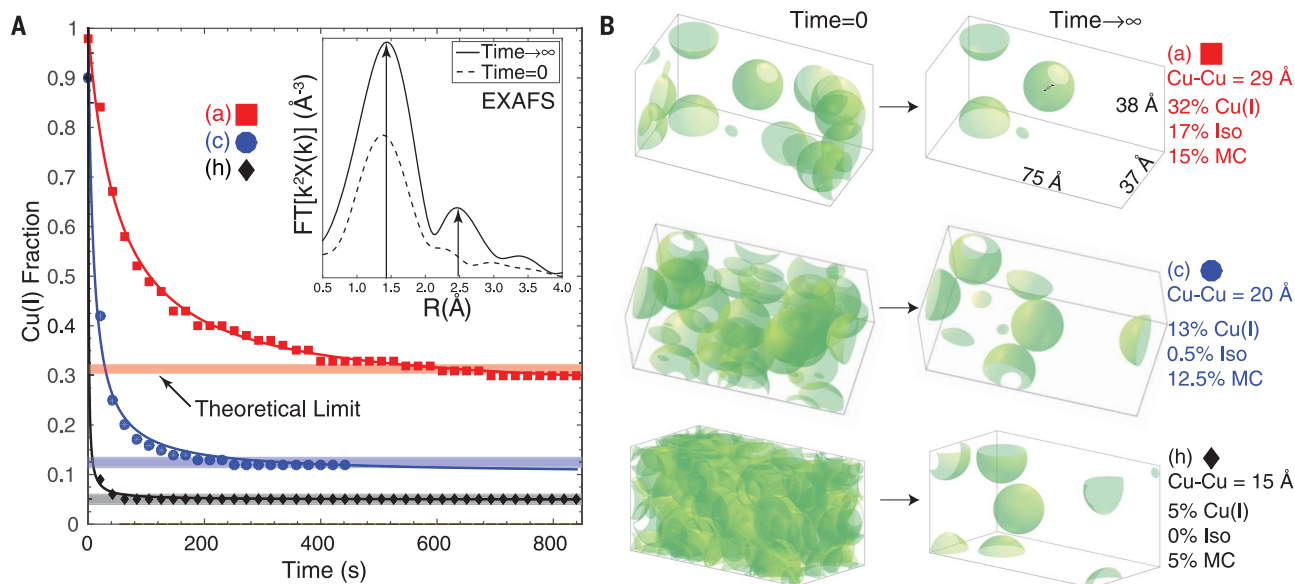 A
1
0.9
0.8
0.7
0.6
0.5
0.4
0.3
0.2
0.1
0
Cu(I) Fraction
0
200
400
600
800
Time (s)
(a)
(c)
(h)
Theoretical Limit
Time→∞
Time=0
EXAFS
FT[k²X(k)] (Å-³)
0.5 1.0 1.5 2.0 2.5 3.0 3.5 4.0
R(Å)
B
Time=0
Time→∞
38 Å
75 Å
37 Å
(a)
Cu-Cu = 29 Å
32% Cu(I)
17% Iso
15% MC
(c)
Cu-Cu = 20 Å
13% Cu(I)
0.5% Iso
12.5% MC
(h)
Cu-Cu = 15 Å
5% Cu(I)
0% Iso
5% MC